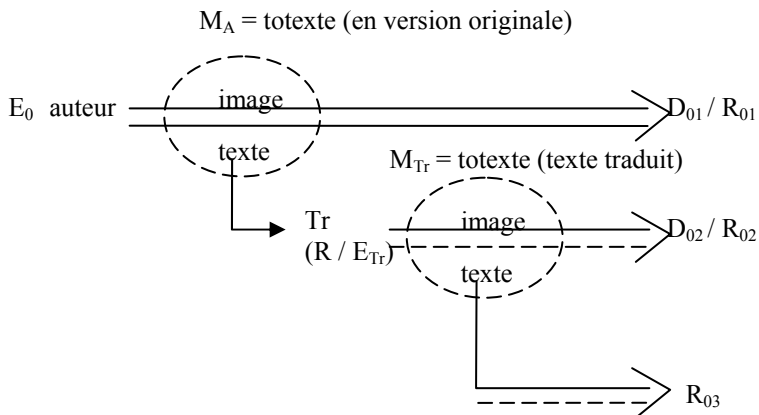 M_A = totexte (en version originale)
E_0 auteur
image
D_01 / R_01
texte
M_Tr = totexte (texte traduit)
Tr
image
D_02 / R_02
(R / E_Tr)
texte
R_03